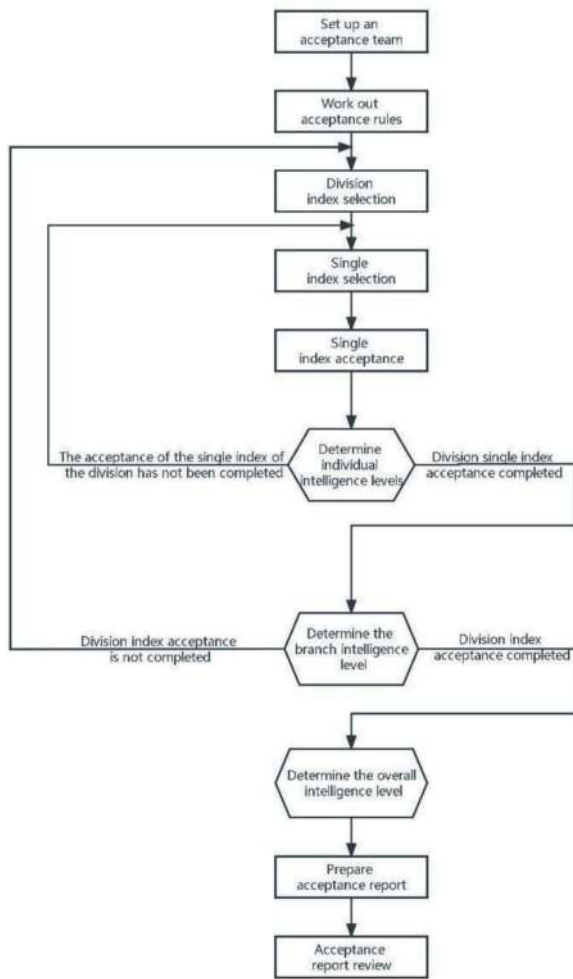 Set up an
acceptance team
Work out
acceptance rules
Division
index selection
Single
index selection
Single
index acceptance
The acceptance of the single index of
the division has not been completed
Determine
individual
intelligence levels
Division single index
acceptance completed
Division index acceptance
is not completed
Determine the
branch intelligence
level
Division index
acceptance completed
Determine the overall
intelligence level
Prepare
acceptance report
Acceptance
report review